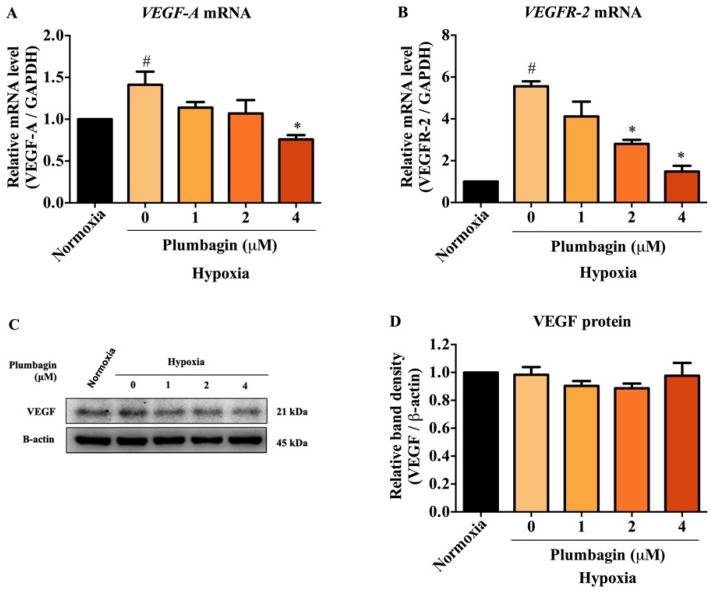 A
VEGF-A mRNA
Relative mRNA level
(VEGF-A / GAPDH)
2.0
1.5
1.0
0.5
0.0
#
*
Normoxia
0 1 2 4
Plumbagin (μM)
Hypoxia
B
VEGFR-2 mRNA
Relative mRNA level
(VEGFR-2 / GAPDH)
8
6
4
2
0
#
*
*
Normoxia
0 1 2 4
Plumbagin (μM)
Hypoxia
C
Plumbagin
(μM)
Normoxia
Hypoxia
0 1 2 4
VEGF 21 kDa
B-actin 45 kDa
D
VEGF protein
Relative band density
(VEGF / β-actin)
1.2
1.0
0.8
0.6
0.4
0.2
0.0
Normoxia
0 1 2 4
Plumbagin (μM)
Hypoxia